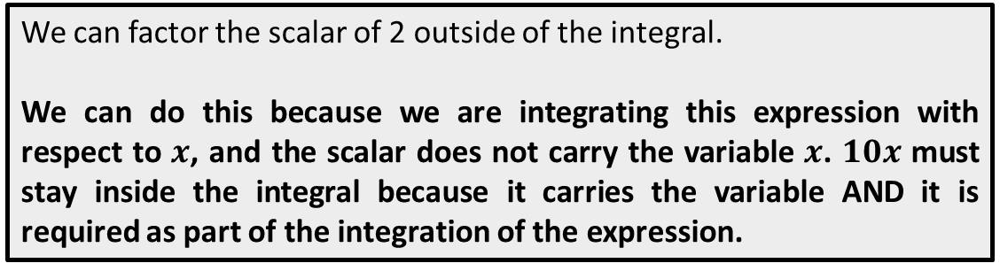 We can factor the scalar of 2 outside of the integral.
We can do this because we are integrating this expression with
respect to 𝒙, and the scalar does not carry the variable 𝒙. 𝟏𝟎𝒙 must
stay inside the integral because it carries the variable AND it is
required as part of the integration of the expression.